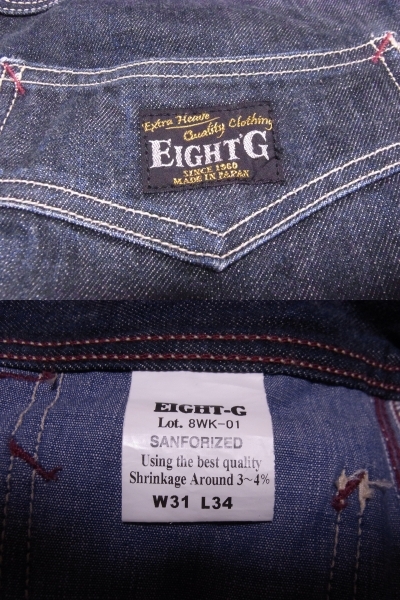 Extra Heave
Quality Clothing
EIGHT'G
SINCE 1960
MADE IN JAPAN
EIGHT-G
Lot. 8WK-01
SANFORIZED
Using the best quality
Shrinkage Around 3~4%
W31 L34